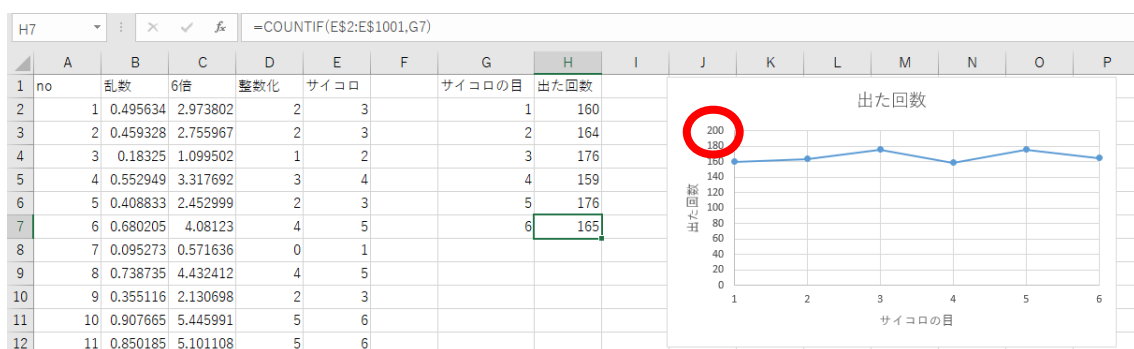 H7 fx =COUNTIF(E$2:E$1001,G7)
A B C D E F G H I J K L M N O P
1 no 乱数 6倍 整数化 サイコロ サイコロの目 出た回数
2 1 0.495634 2.973802 2 3 1 160
3 2 0.459328 2.755967 2 3 2 164
4 3 0.18325 1.099502 1 2 3 176
5 4 0.552949 3.317692 3 4 4 159
6 5 0.408833 2.452999 2 3 5 176
7 6 0.680205 4.08123 4 5 6 165
8 7 0.095273 0.571636 0 1
9 8 0.738735 4.432412 4 5
10 9 0.355116 2.130698 2 3
11 10 0.907665 5.445991 5 6
12 11 0.850185 5.101108 5 6
出た回数
200
180
160
140
120
100
80
60
40
20
0
出た回数
1 2 3 4 5 6
サイコロの目